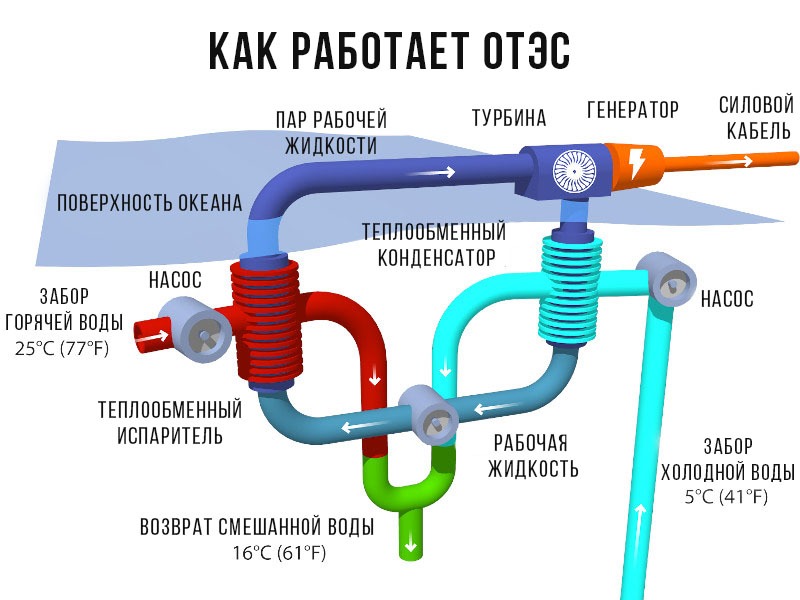 КАК РАБОТАЕТ ОТЭС
ПАР РАБОЧЕЙ
ЖИДКОСТИ
ТУРБИНА
ГЕНЕРАТОР
СИЛОВОЙ
КАБЕЛЬ
ПОВЕРХНОСТЬ ОКЕАНА
ТЕПЛООБМЕННЫЙ
КОНДЕНСАТОР
НАСОС
ЗАБОР
ГОРЯЧЕЙ ВОДЫ
25°C (77°F)
НАСОС
ТЕПЛООБМЕННЫЙ
ИСПАРИТЕЛЬ
РАБОЧАЯ
ЖИДКОСТЬ
ЗАБОР
ХОЛОДНОЙ ВОДЫ
5°C (41°F)
ВОЗВРАТ СМЕШАННОЙ ВОДЫ
16°C (61°F)